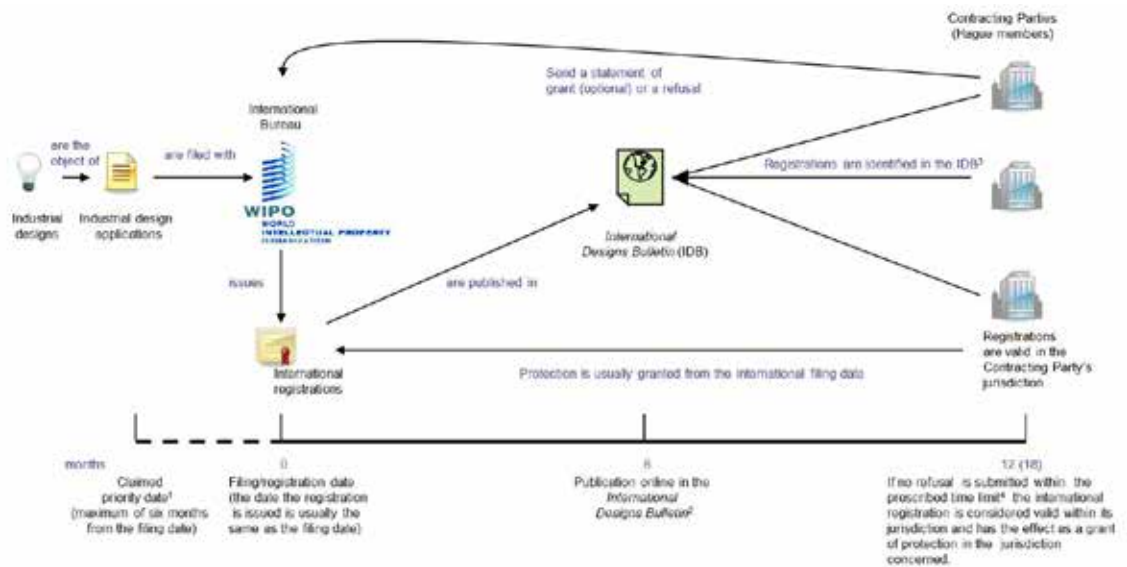 Contracting Parties
(Hague members)
Send a statement of
grant (optional) or a refusal
International
Bureau
are the
object of
are filed with
Registrations are identified in the IDB³
Industrial
designs
Industrial design
applications
WIPO
WORLD
INTELLECTUAL PROPERTY
ORGANIZATION
International
Designs Bulletin (IDB)
issues
are published in
International
registrations
Protection is usually granted from the international filing date
Registrations
are valid in the
Contracting Party's
jurisdiction
months
0
6
12 (18)
Claimed
priority date¹
(maximum of six months
from the filing date)
Filing/registration date
(the date the registration
is issued is usually the
same as the filing date)
Publication online in the
International
Designs Bulletin²
If no refusal is submitted within the
prescribed time limit⁴ the international
registration is considered valid within its
jurisdiction and has the effect as a grant
of protection in the jurisdiction
concerned.